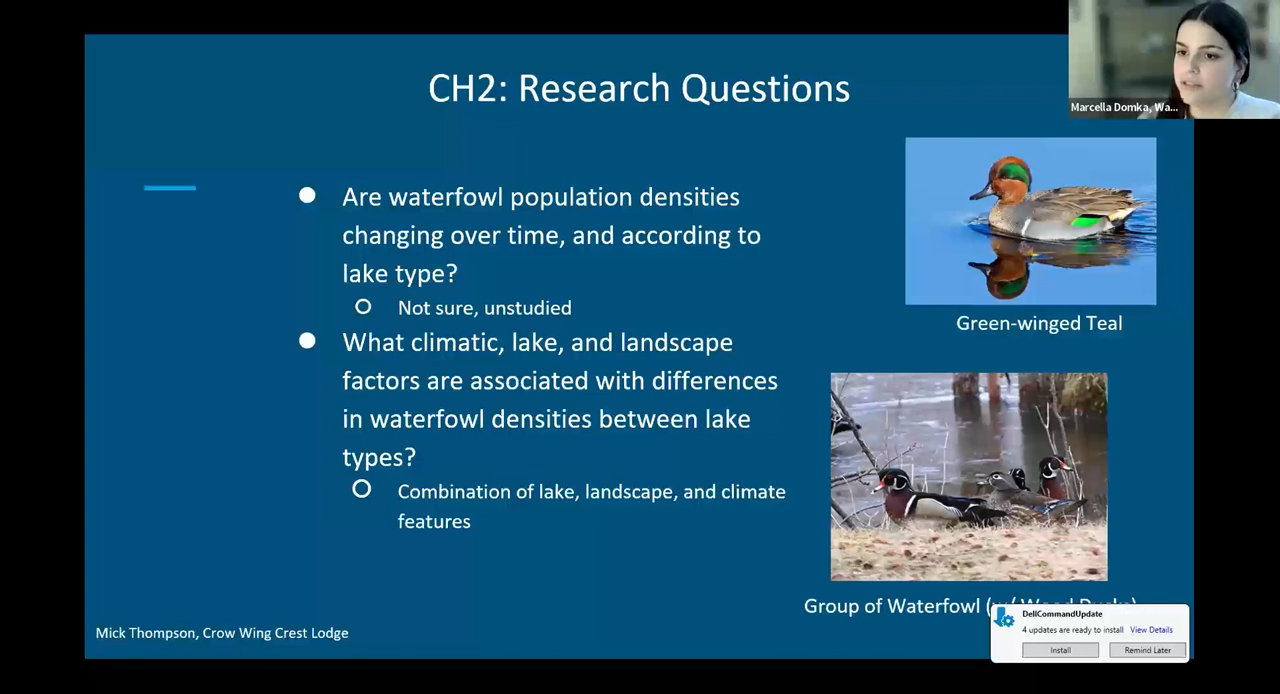 CH2: Research Questions
Marcella Domka, Wa...
Are waterfowl population densities
changing over time, and according to
lake type?
Not sure, unstudied
What climatic, lake, and landscape
factors are associated with differences
in waterfowl densities between lake
types?
Combination of lake, landscape, and climate
features
Green-winged Teal
Group of Waterfowl (w/ Wood Ducks)
DellCommandUpdate
4 updates are ready to install View Details
Install Remind Later
Mick Thompson, Crow Wing Crest Lodge